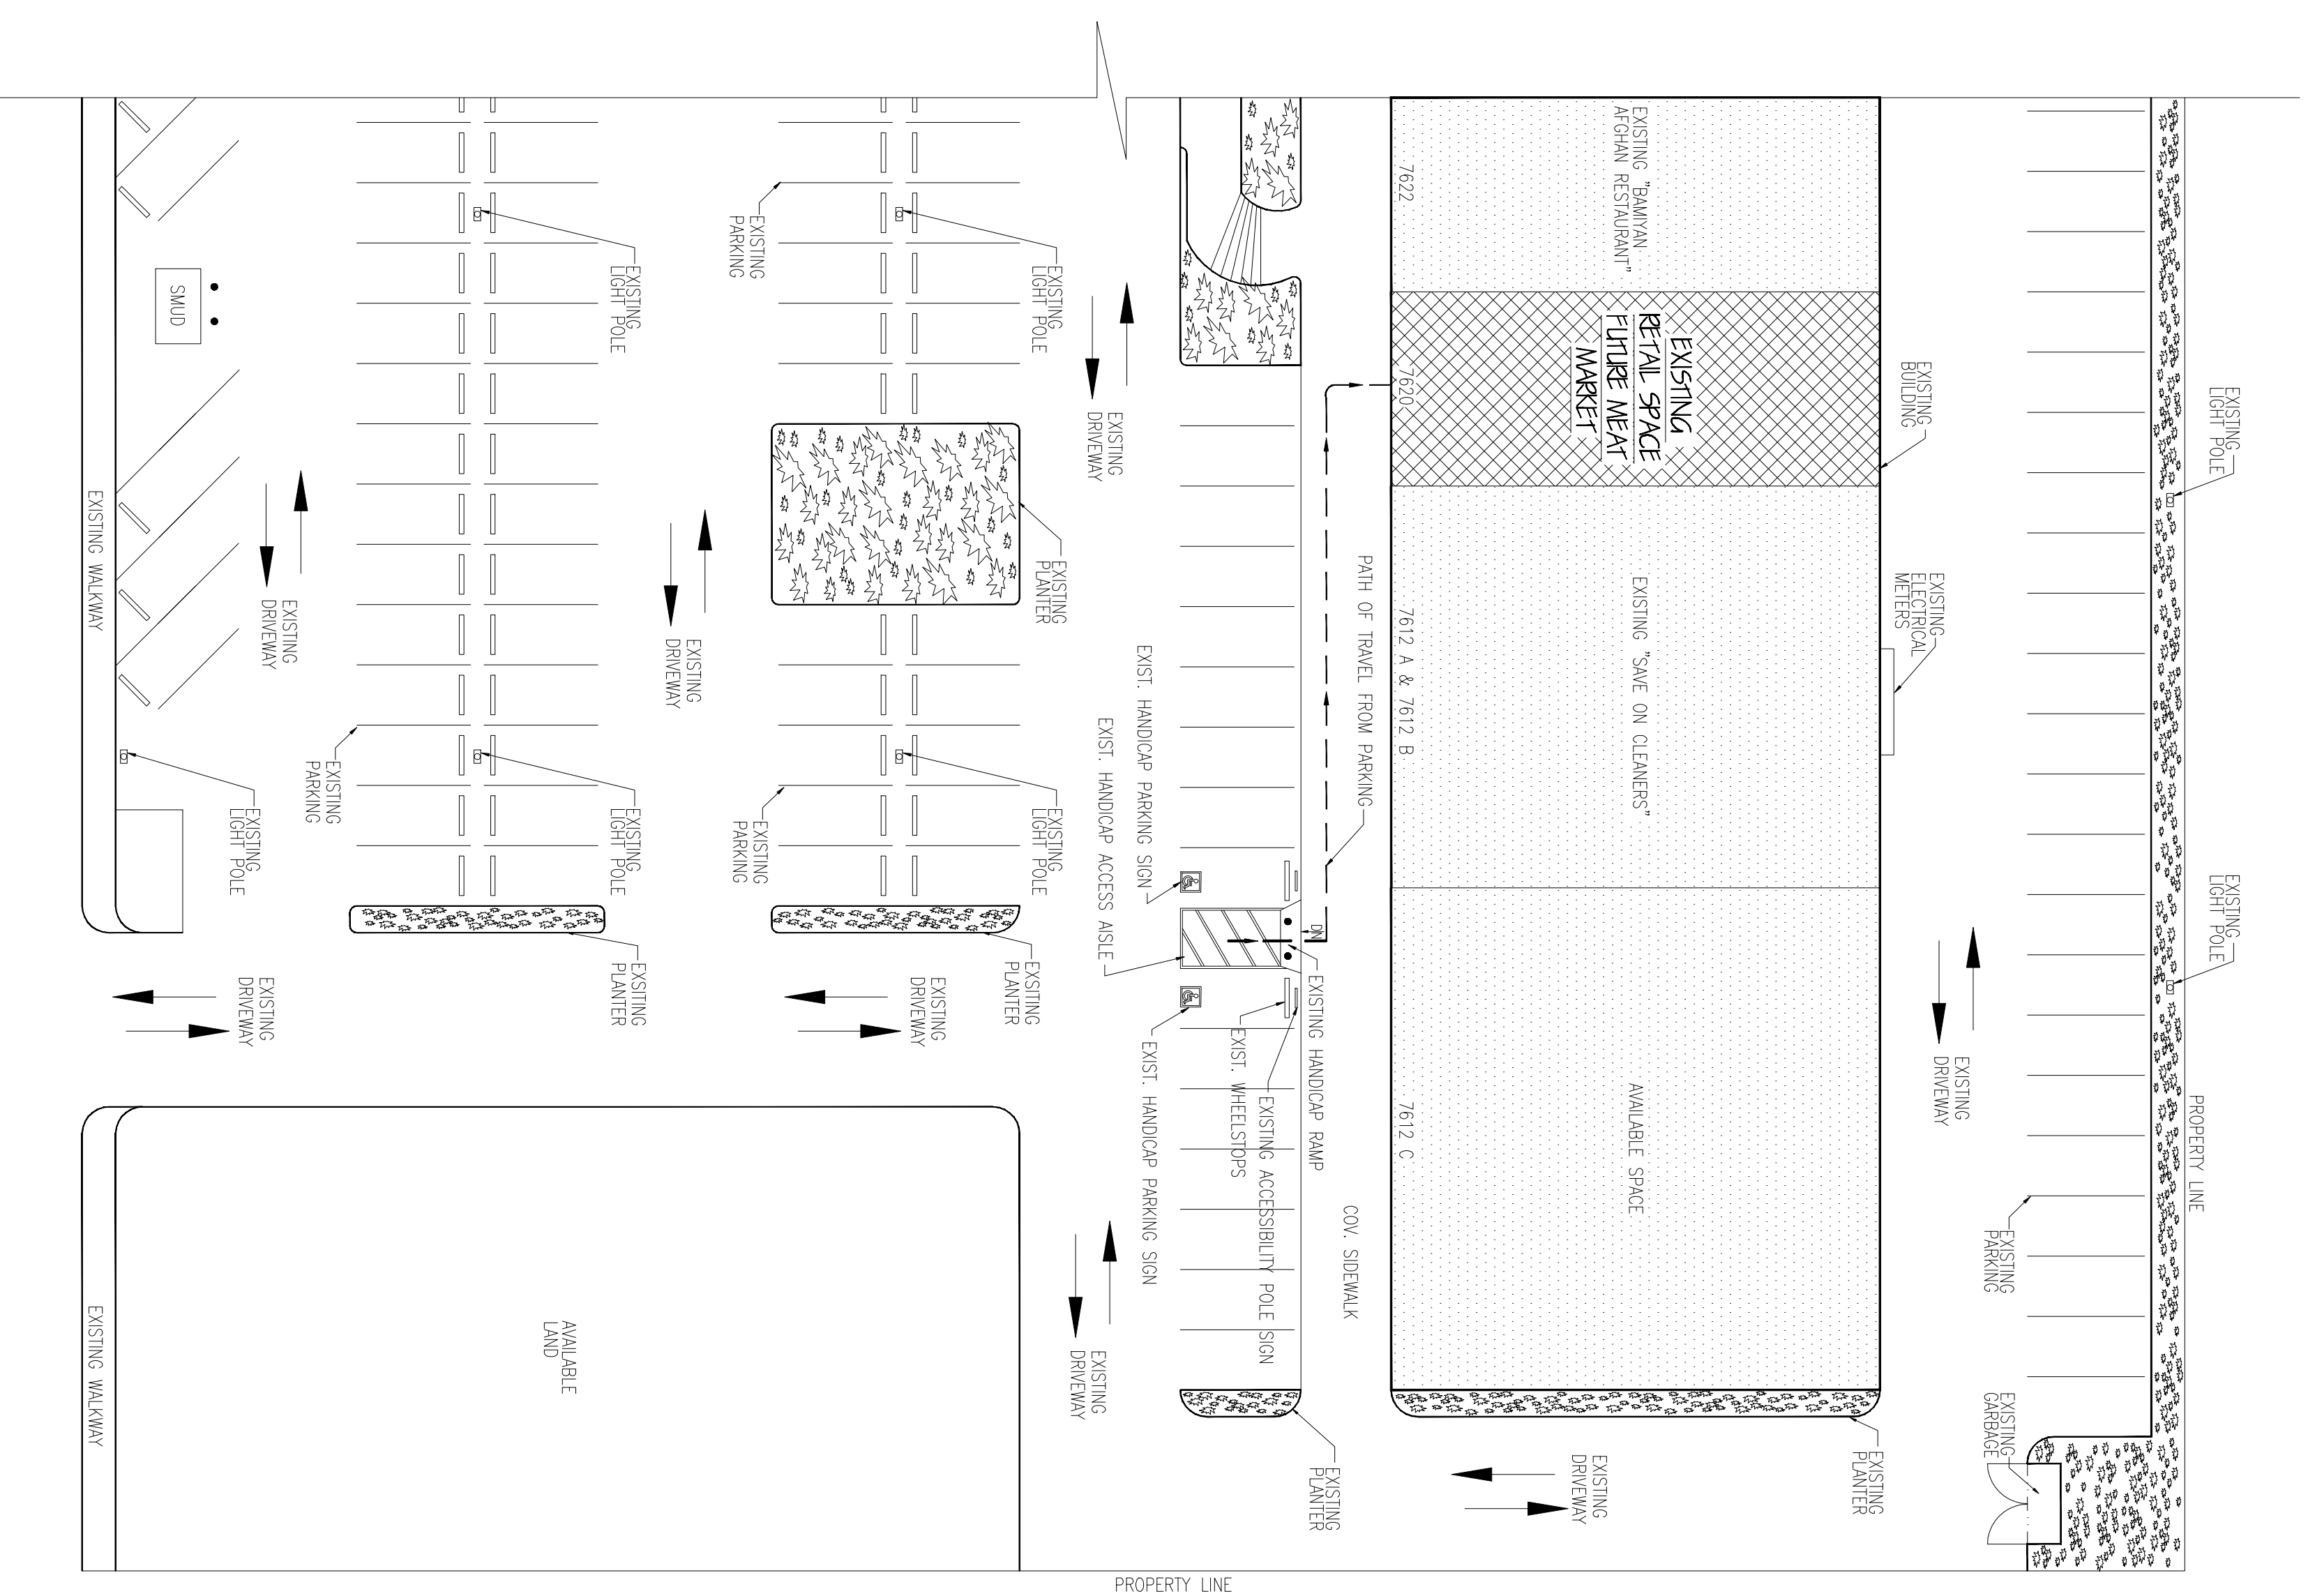 EXISTING
LIGHT POLE
EXISTING
LIGHT POLE
PROPERTY LINE
EXISTING
PARKING
EXISTING
GARBAGE
EXISTING
DRIVEWAY
EXISTING
BUILDING
EXISTING
ELECTRICAL
METERS
EXISTING
PLANTER
EXISTING "BAMIYAN
AFGHAN RESTAURANT"
7622
EXISTING
RETAIL SPACE
FUTURE MEAT
MARKET
7620
EXISTING "SAVE ON CLEANERS"
7612 A & 7612 B
AVAILABLE SPACE
7612 C
EXISTING
DRIVEWAY
PATH OF TRAVEL FROM PARKING
COV. SIDEWALK
DN
EXISTING HANDICAP RAMP
EXISTING ACCESSIBILITY POLE SIGN
EXIST. WHEELSTOPS
EXISTING
PLANTER
EXIST. HANDICAP PARKING SIGN
EXIST. HANDICAP PARKING SIGN
EXIST. HANDICAP ACCESS AISLE
EXISTING
DRIVEWAY
EXISTING
DRIVEWAY
EXISTING
LIGHT POLE
EXISTING
PLANTER
EXISTING
LIGHT POLE
EXSITING
PLANTER
EXISTING
DRIVEWAY
EXISTING
PARKING
EXISTING
PARKING
EXISTING
DRIVEWAY
EXISTING
LIGHT POLE
EXISTING
LIGHT POLE
EXSITING
PLANTER
AVAILABLE
LAND
EXISTING
PARKING
EXISTING
DRIVEWAY
EXISTING
LIGHT POLE
EXISTING
DRIVEWAY
SMUD
EXISTING WALKWAY
EXISTING WALKWAY
PROPERTY LINE